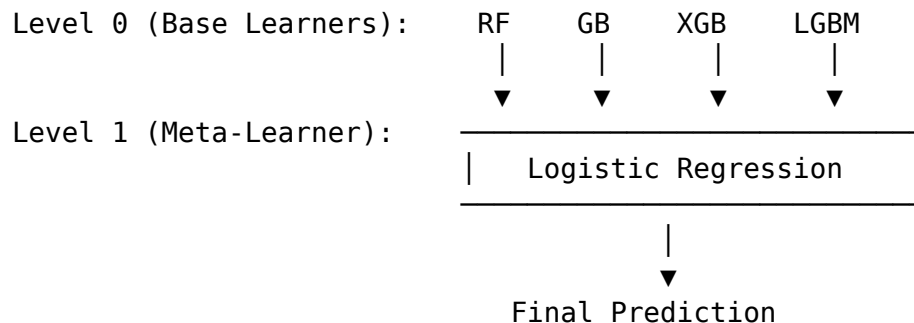 Level 0 (Base Learners): RF GB XGB LGBM
Level 1 (Meta-Learner):
Logistic Regression
Final Prediction